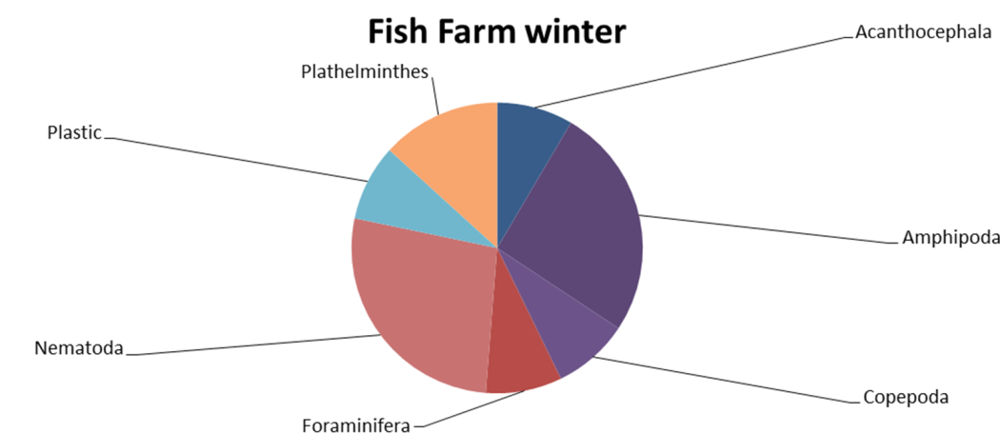 Fish Farm winter
Acanthocephala
Plathelminthes
Plastic
Amphipoda
Nematoda
Copepoda
Foraminifera